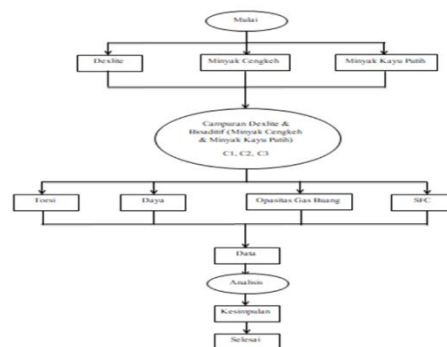 Mulai
Dexlite
Minyak Cengkeh
Minyak Kayu Putih
Campuran Dexlite &
Bioaditif (Minyak Cengkeh
& Minyak Kayu Putih)
C1, C2, C3
Torsi
Daya
Opasitas Gas Buang
SFC
Data
Analisis
Kesimpulan
Selesai